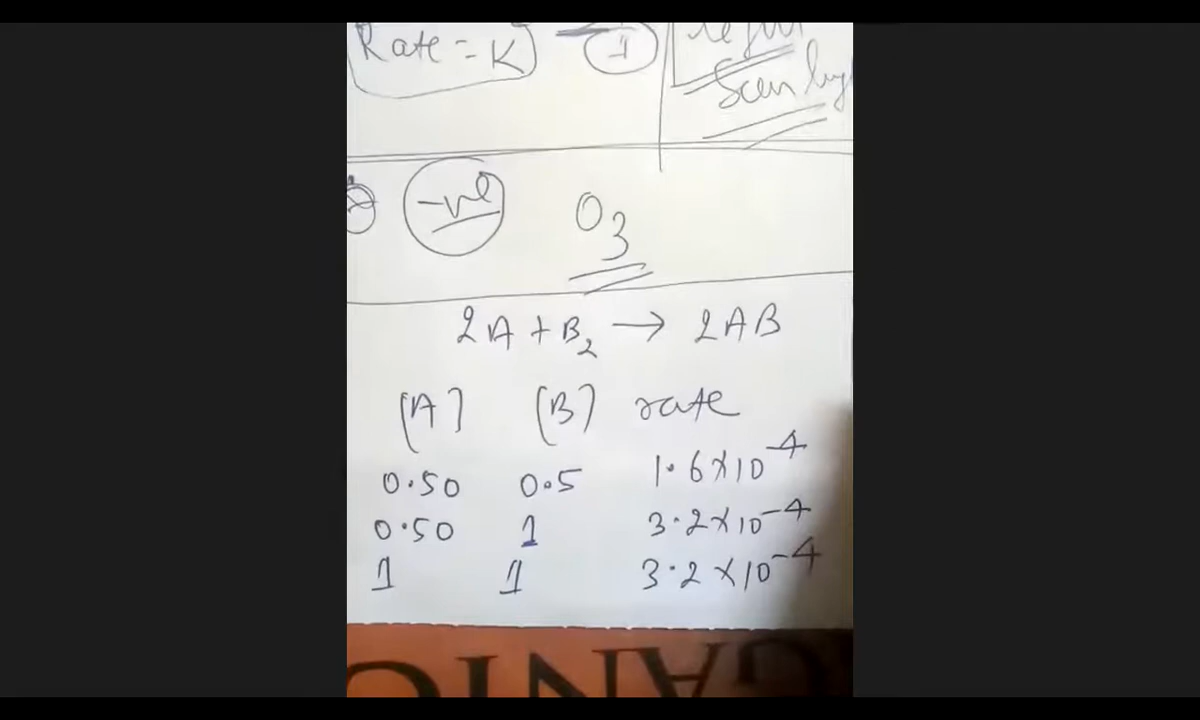 Rate = K 1
-ve O3
2A + B2 → 2AB
[A] [B] rate
0.50 0.5 1.6×10^-4
0.50 1 3.2×10^-4
1 1 3.2×10^-4